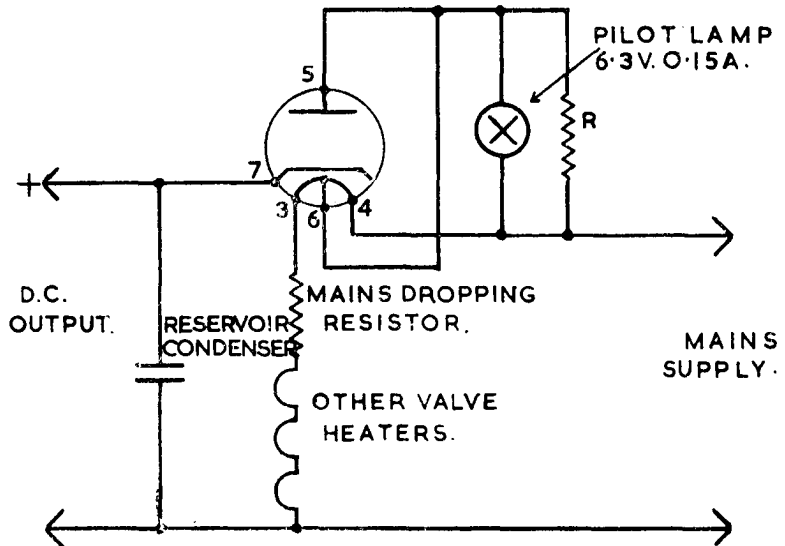 PILOT LAMP
6·3V. 0·15A.
5
R
+
7
3
6
4
D.C.
OUTPUT.
RESERVOIR
CONDENSER
MAINS DROPPING
RESISTOR.
MAINS
SUPPLY.
OTHER VALVE
HEATERS.